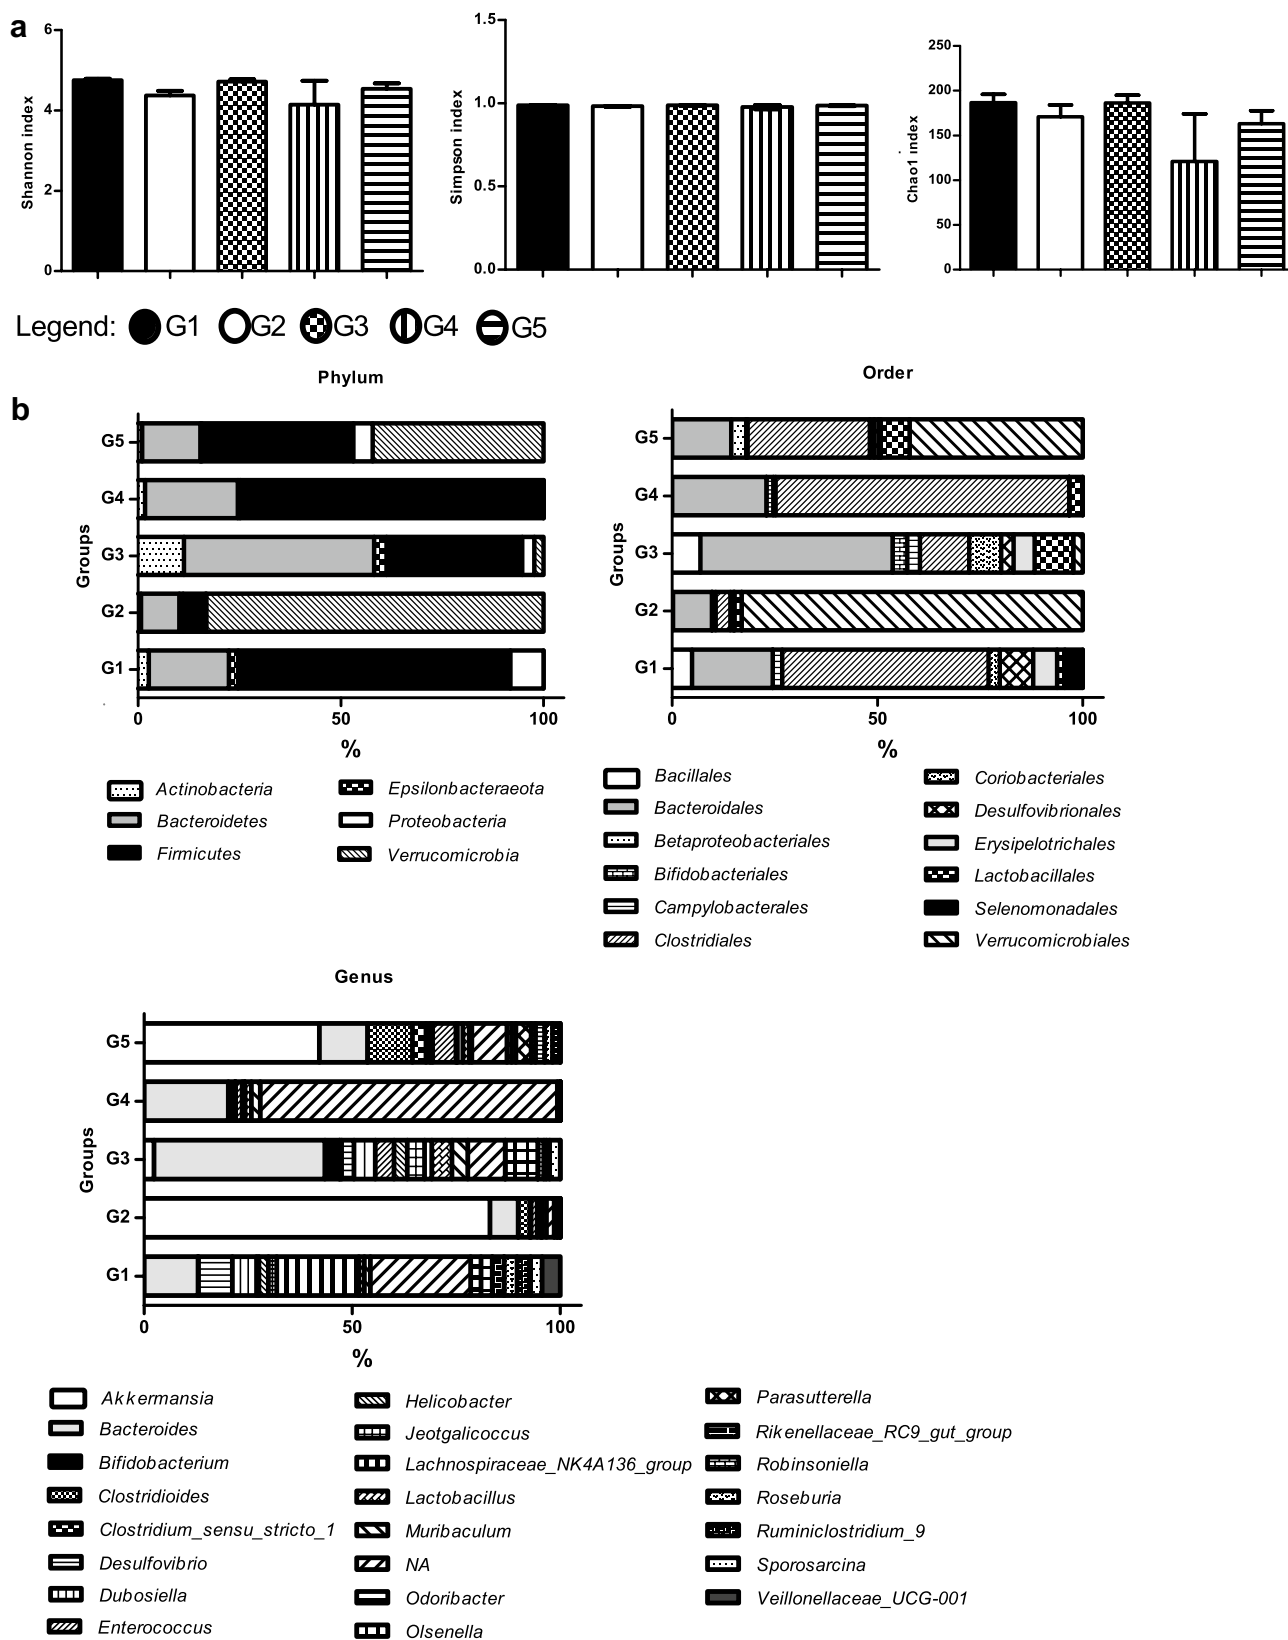 a
6
4
2
0
Shannon index
1.5
1.0
0.5
0.0
Simpson index
250
200
150
100
50
0
Chao1 index
Legend: G1 G2 G3 G4 G5
b
Phylum
G5
G4
G3
G2
G1
Groups
0 50 100
%
Actinobacteria
Bacteroidetes
Firmicutes
Epsilonbacteraeota
Proteobacteria
Verrucomicrobia
Order
G5
G4
G3
G2
G1
Groups
0 50 100
%
Bacillales
Bacteroidales
Betaproteobacteriales
Bifidobacteriales
Campylobacterales
Clostridiales
Coriobacteriales
Desulfovibrionales
Erysipelotrichales
Lactobacillales
Selenomonadales
Verrucomicrobiales
Genus
G5
G4
G3
G2
G1
Groups
0 50 100
%
Akkermansia
Bacteroides
Bifidobacterium
Clostridioides
Clostridium_sensu_stricto_1
Desulfovibrio
Dubosiella
Enterococcus
Helicobacter
Jeotgalicoccus
Lachnospiraceae_NK4A136_group
Lactobacillus
Muribaculum
NA
Odoribacter
Olsenella
Parasutterella
Rikenellaceae_RC9_gut_group
Robinsoniella
Roseburia
Ruminiclostridium_9
Sporosarcina
Veillonellaceae_UCG-001